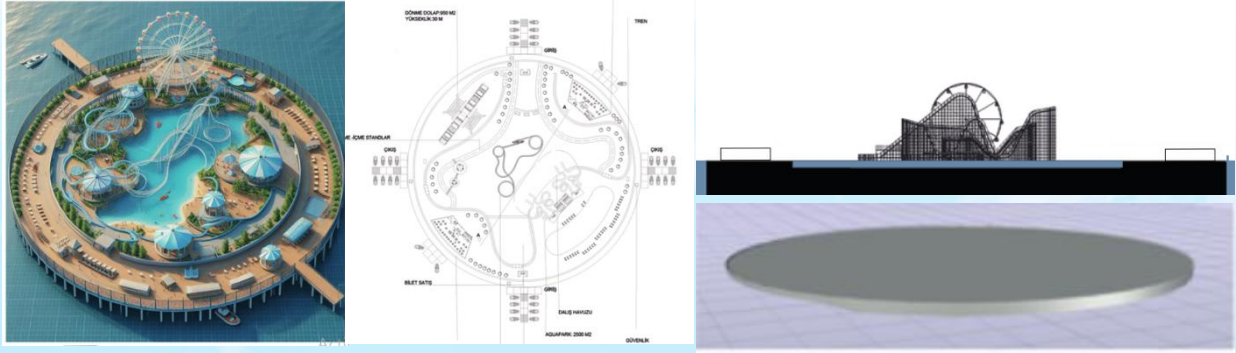 DÖNME DOLAP:950 M2
YÜKSEKLİK:30 M
TREN
GİRİŞ
ME -İÇME STANDLAR
ÇIKIŞ
ÇIKIŞ
A
A
BİLET SATIŞ
GİRİŞ
DALIŞ HAVUZU
AQUAPARK: 2500 M2
GÜVENLİK